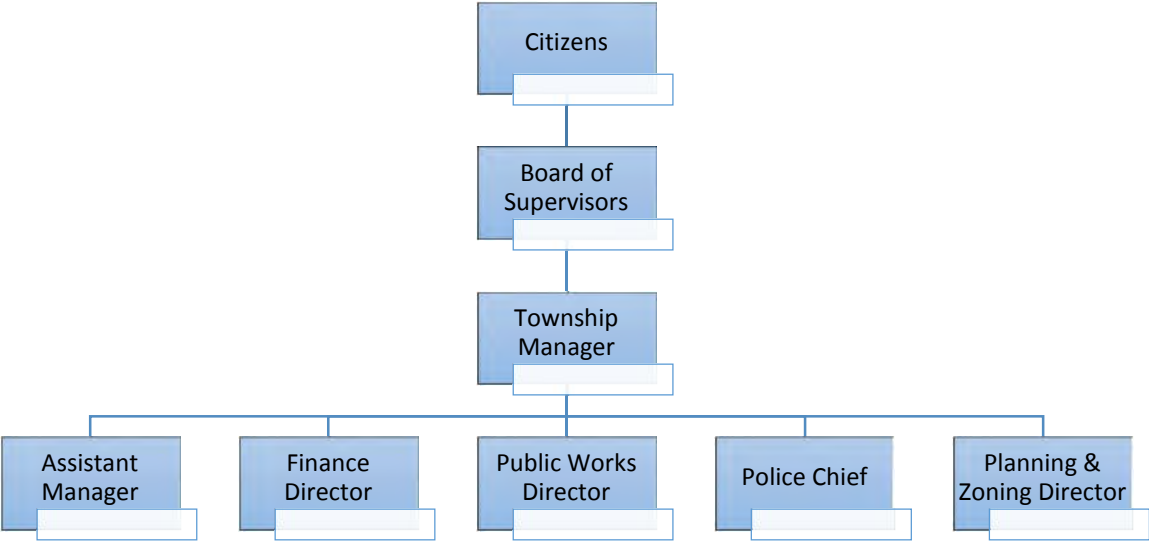 Citizens
Board of
Supervisors
Township
Manager
Assistant
Manager
Finance
Director
Public Works
Director
Police Chief
Planning &
Zoning Director